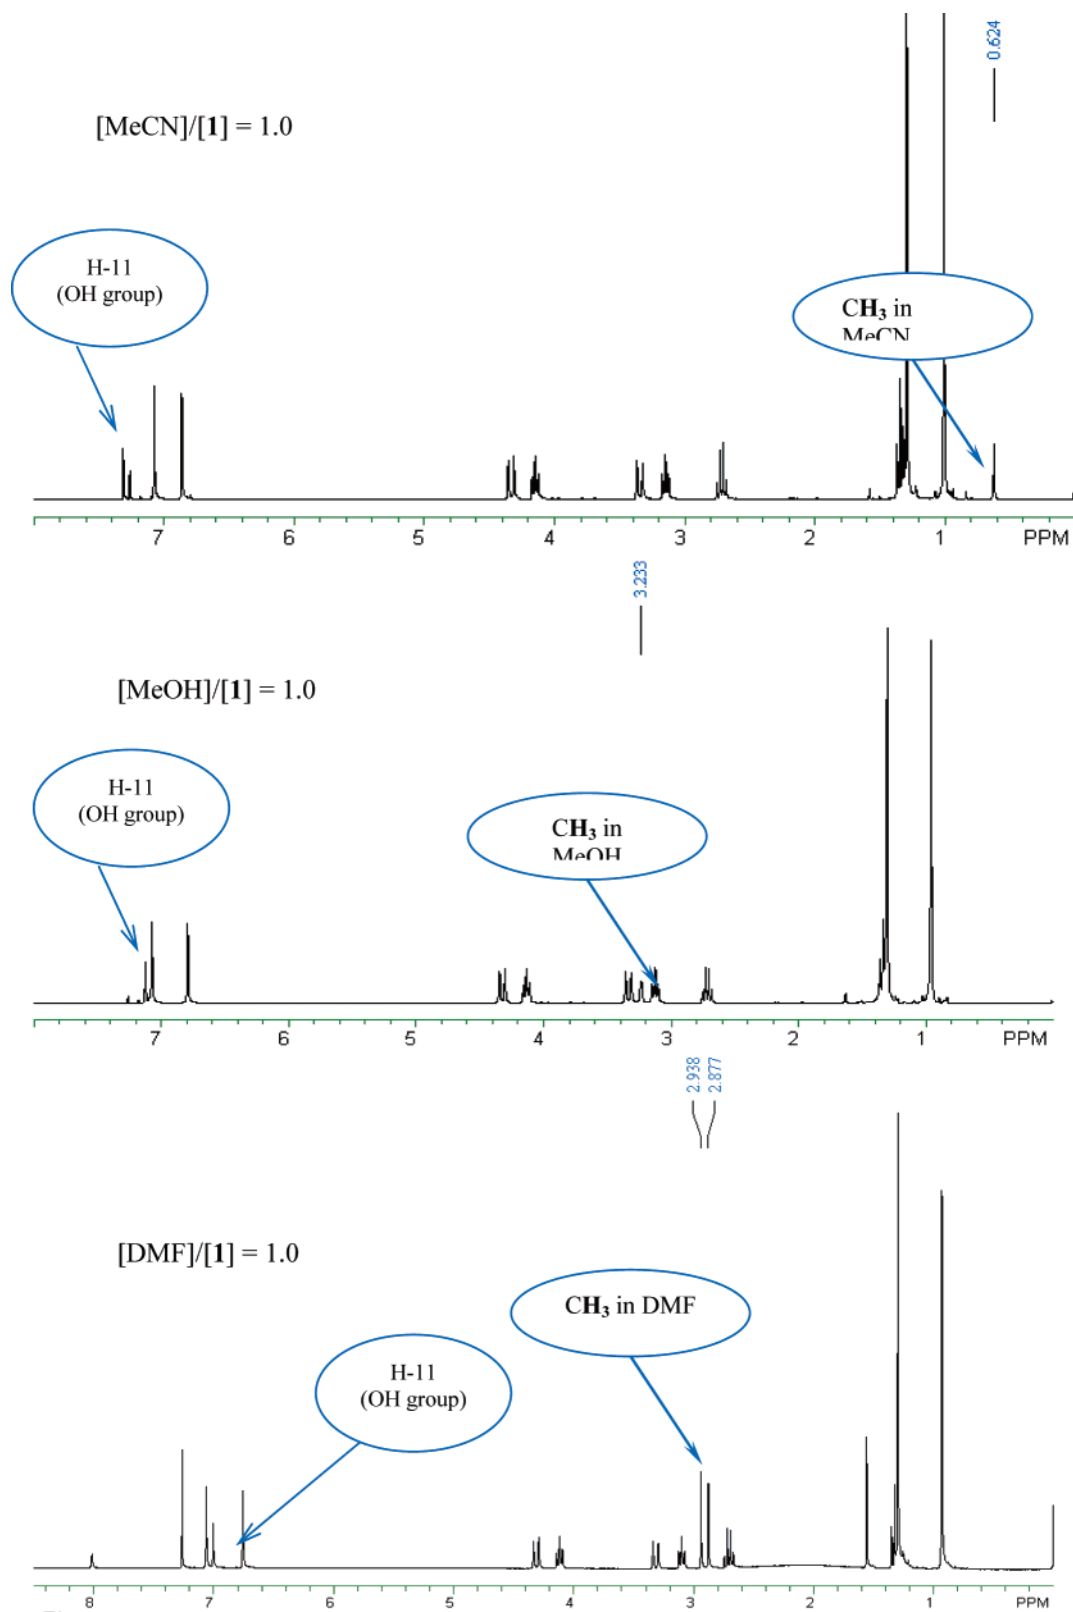 0.624
[MeCN]/[1] = 1.0
H-11
(OH group)
CH₃ in
MeCN
7 6 5 4 3 2 1 PPM
3.233
[MeOH]/[1] = 1.0
H-11
(OH group)
CH₃ in
MeOH
7 6 5 4 3 2 1 PPM
2.938
2.877
[DMF]/[1] = 1.0
CH₃ in DMF
H-11
(OH group)
8 7 6 5 4 3 2 1 PPM